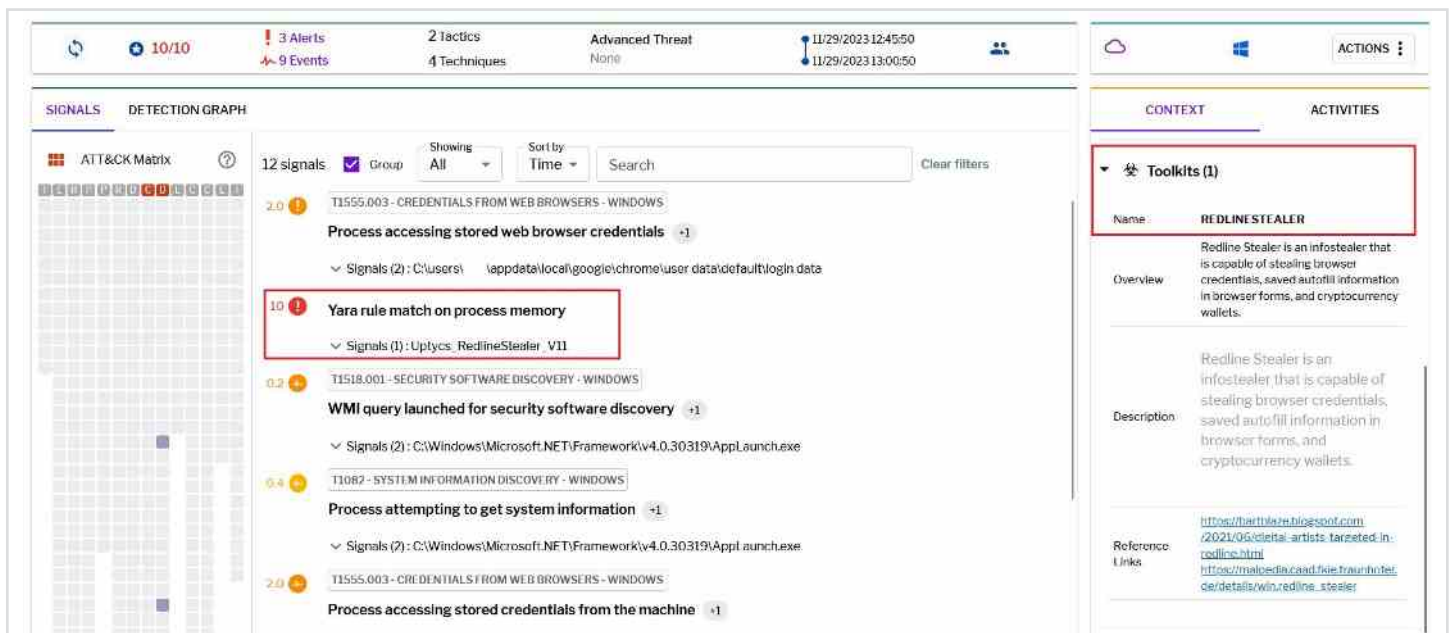 10/10
3 Alerts
9 Events
2 Tactics
4 Techniques
Advanced Threat
None
11/29/2023 12:45:50
11/29/2023 13:00:50
ACTIONS
SIGNALS
DETECTION GRAPH
ATT&CK Matrix
12 signals
Group
Showing
All
Sort by
Time
Search
Clear filters
2.0
T1555.003 - CREDENTIALS FROM WEB BROWSERS - WINDOWS
Process accessing stored web browser credentials +1
Signals (2) : C:\users\ \appdata\local\google\chrome\user data\default\login data
10
Yara rule match on process memory
Signals (1) : Uptycs_RedlineStealer_V11
0.2
T1518.001 - SECURITY SOFTWARE DISCOVERY - WINDOWS
WMI query launched for security software discovery +1
Signals (2) : C:\Windows\Microsoft.NET\Framework\v4.0.30319\AppLaunch.exe
0.4
T1082 - SYSTEM INFORMATION DISCOVERY - WINDOWS
Process attempting to get system information +1
Signals (2) : C:\Windows\Microsoft.NET\Framework\v4.0.30319\AppLaunch.exe
2.0
T1555.003 - CREDENTIALS FROM WEB BROWSERS - WINDOWS
Process accessing stored credentials from the machine +1
CONTEXT
ACTIVITIES
Toolkits (1)
Name
REDLINESTEALER
Overview
Redline Stealer is an infostealer that
is capable of stealing browser
credentials, saved autofill information
in browser forms, and cryptocurrency
wallets.
Description
Redline Stealer is an
infostealer that is capable of
stealing browser credentials,
saved autofill information in
browser forms, and
cryptocurrency wallets.
Reference
Links
https://bartblaze.blogspot.com
/2021/06/digital-artists-targeted-in-
redline.html
https://malpedia.caad.fkie.fraunhofer.
de/details/win.redline_stealer